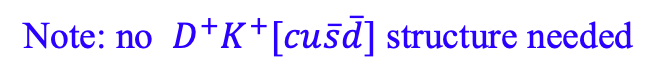 Note: no D⁺K⁺[cus̄d̄] structure needed